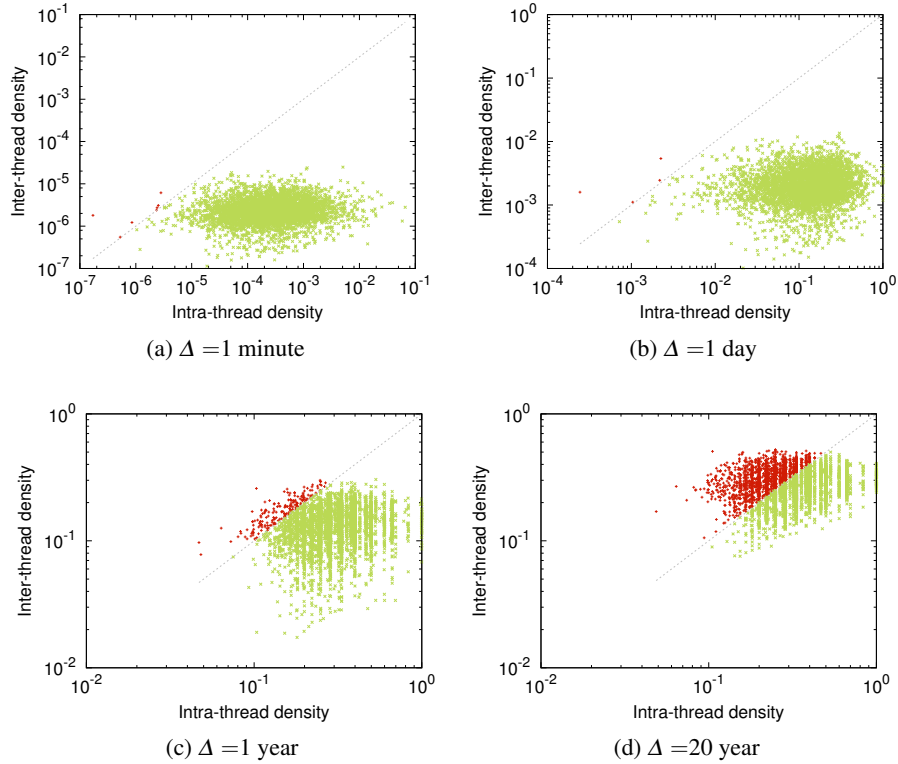 10^-1
10^-2
10^-3
10^-4
10^-5
10^-6
10^-7
Inter-thread density
10^-7 10^-6 10^-5 10^-4 10^-3 10^-2 10^-1
Intra-thread density
(a) Δ =1 minute
10^0
10^-1
10^-2
10^-3
10^-4
Inter-thread density
10^-4 10^-3 10^-2 10^-1 10^0
Intra-thread density
(b) Δ =1 day
10^0
10^-1
10^-2
Inter-thread density
10^-2 10^-1 10^0
Intra-thread density
(c) Δ =1 year
10^0
10^-1
10^-2
Inter-thread density
10^-2 10^-1 10^0
Intra-thread density
(d) Δ =20 year